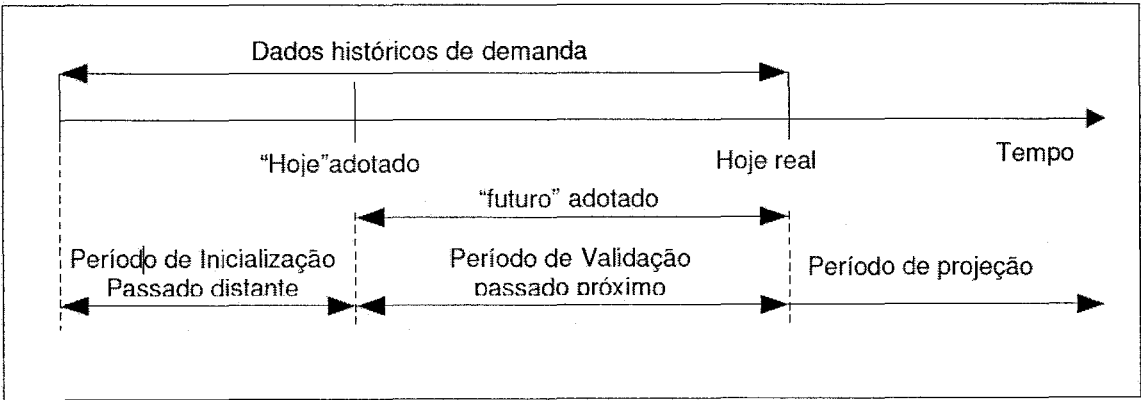 Dados históricos de demanda
“Hoje”adotado
Hoje real
Tempo
“futuro” adotado
Período de Inicialização
Passado distante
Período de Validação
passado próximo
Período de projeção